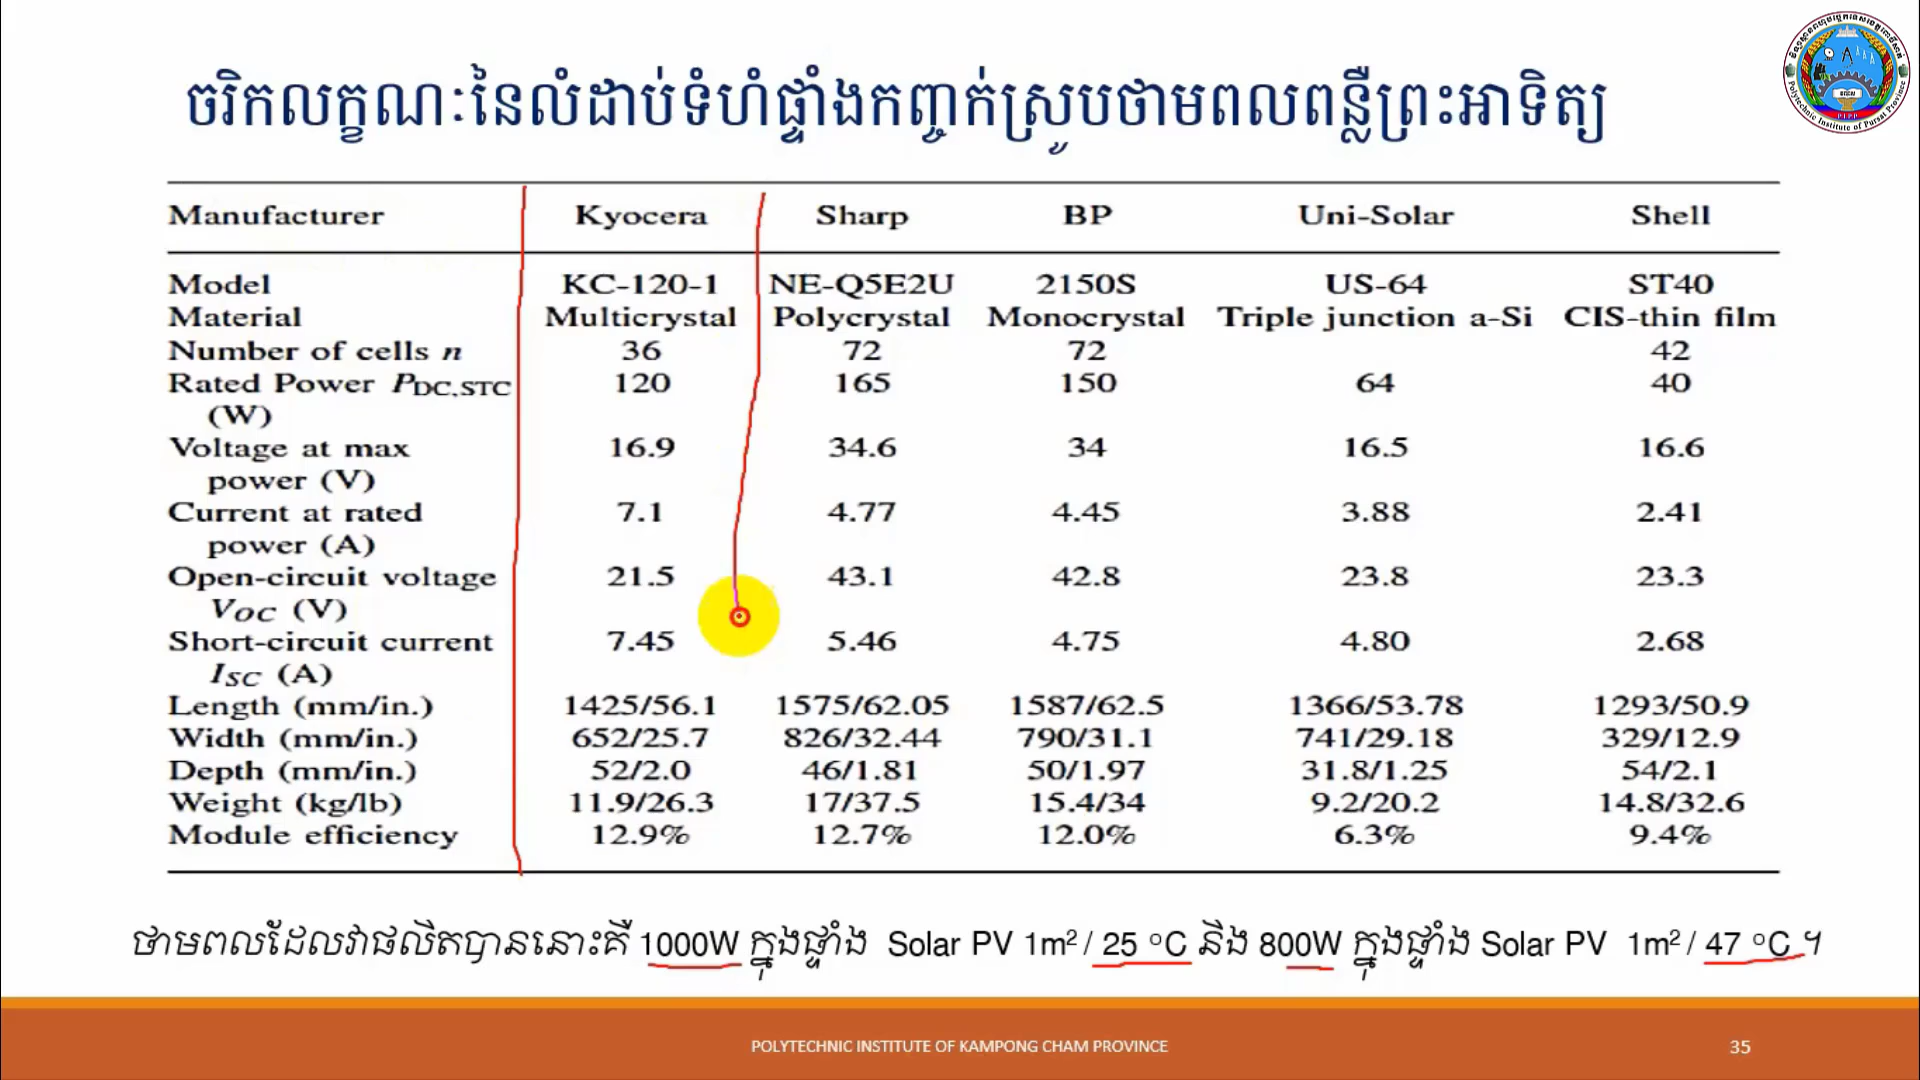 ចរិកលក្ខណៈនៃលំដាប់ទំហំផ្ទាំងកញ្ចក់ស្រូបថាមពលពន្លឺព្រះអាទិត្យ
Polytechnic Institute of Pursat Province
Manufacturer Kyocera Sharp BP Uni-Solar Shell
Model KC-120-1 NE-Q5E2U 2150S US-64 ST40
Material Multicrystal Polycrystal Monocrystal Triple junction a-Si CIS-thin film
Number of cells n 36 72 72 42
Rated Power PDC,STC 120 165 150 64 40
(W)
Voltage at max 16.9 34.6 34 16.5 16.6
power (V)
Current at rated 7.1 4.77 4.45 3.88 2.41
power (A)
Open-circuit voltage 21.5 43.1 42.8 23.8 23.3
VOC (V)
Short-circuit current 7.45 5.46 4.75 4.80 2.68
ISC (A)
Length (mm/in.) 1425/56.1 1575/62.05 1587/62.5 1366/53.78 1293/50.9
Width (mm/in.) 652/25.7 826/32.44 790/31.1 741/29.18 329/12.9
Depth (mm/in.) 52/2.0 46/1.81 50/1.97 31.8/1.25 54/2.1
Weight (kg/lb) 11.9/26.3 17/37.5 15.4/34 9.2/20.2 14.8/32.6
Module efficiency 12.9% 12.7% 12.0% 6.3% 9.4%
ថាមពលដែលវាផលិតបាននោះគឺ 1000W ក្នុងផ្ទាំង Solar PV 1m² / 25 °C និង 800W ក្នុងផ្ទាំង Solar PV 1m² / 47 °C ។
POLYTECHNIC INSTITUTE OF KAMPONG CHAM PROVINCE
35